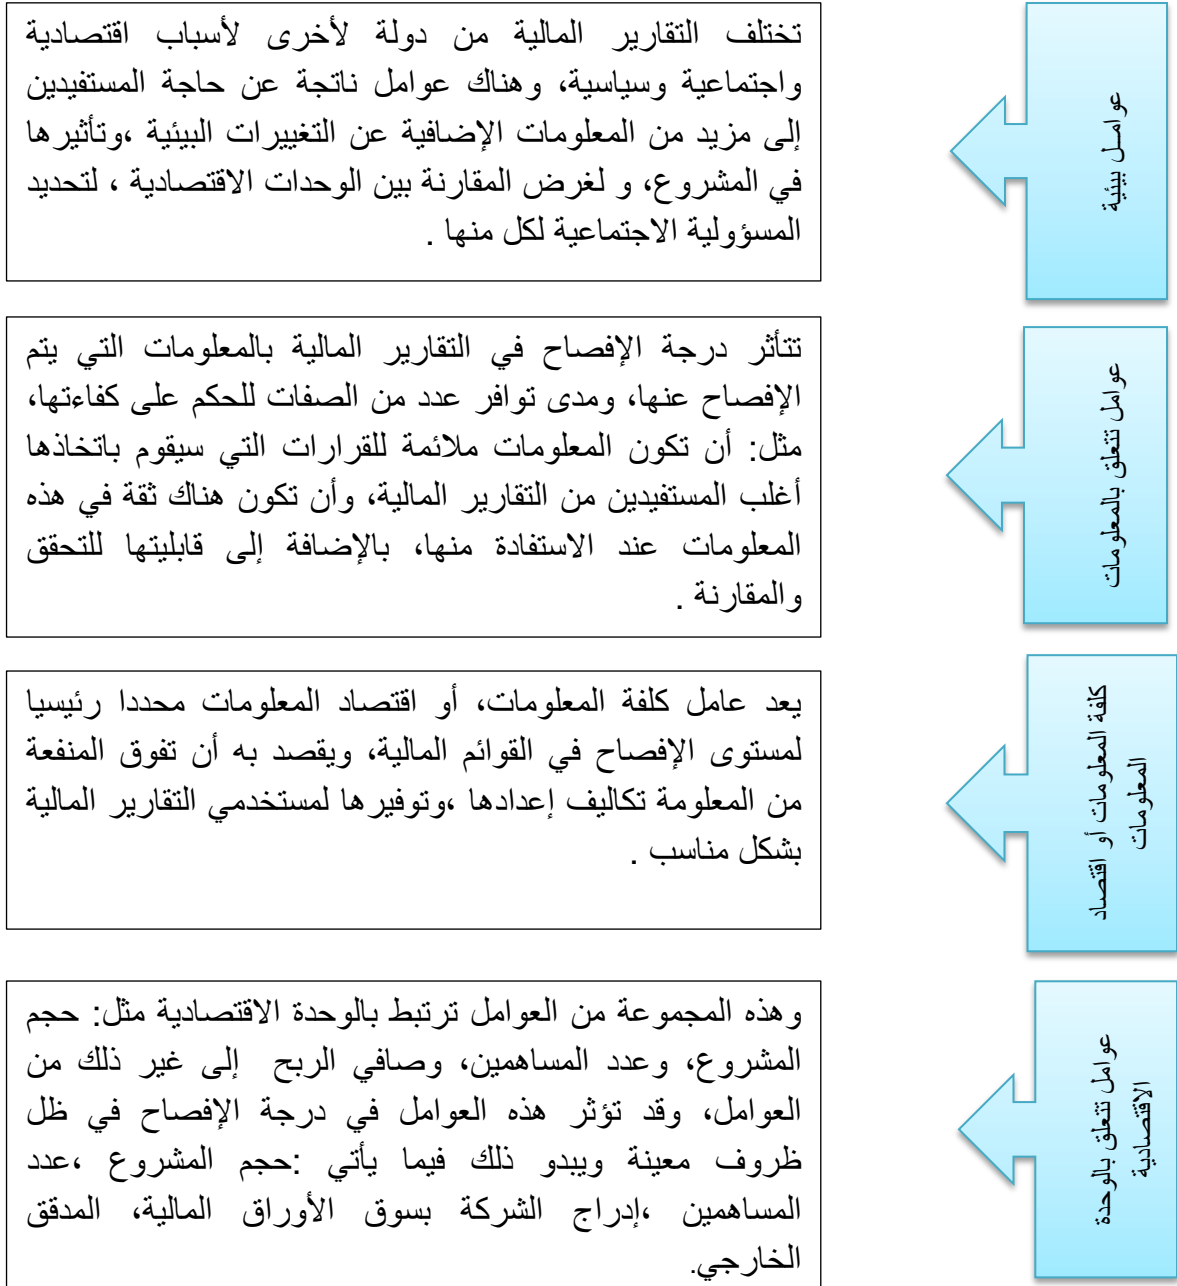 عوامل بيئية
تختلف التقارير المالية من دولة لأخرى لأسباب اقتصادية
واجتماعية وسياسية، وهناك عوامل ناتجة عن حاجة المستفيدين
إلى مزيد من المعلومات الإضافية عن التغييرات البيئية ،وتأثيرها
في المشروع، و لغرض المقارنة بين الوحدات الاقتصادية ، لتحديد
المسؤولية الاجتماعية لكل منها .
عوامل تتعلق بالمعلومات
تتأثر درجة الإفصاح في التقارير المالية بالمعلومات التي يتم
الإفصاح عنها، ومدى توافر عدد من الصفات للحكم على كفاءتها،
مثل: أن تكون المعلومات ملائمة للقرارات التي سيقوم باتخاذها
أغلب المستفيدين من التقارير المالية، وأن تكون هناك ثقة في هذه
المعلومات عند الاستفادة منها، بالإضافة إلى قابليتها للتحقق
والمقارنة .
كلفة المعلومات أو اقتصاد
المعلومات
يعد عامل كلفة المعلومات، أو اقتصاد المعلومات محددا رئيسيا
لمستوى الإفصاح في القوائم المالية، ويقصد به أن تفوق المنفعة
من المعلومة تكاليف إعدادها ،وتوفيرها لمستخدمي التقارير المالية
بشكل مناسب .
عوامل تتعلق بالوحدة
الاقتصادية
وهذه المجموعة من العوامل ترتبط بالوحدة الاقتصادية مثل: حجم
المشروع، وعدد المساهمين، وصافي الربح إلى غير ذلك من
العوامل، وقد تؤثر هذه العوامل في درجة الإفصاح في ظل
ظروف معينة ويبدو ذلك فيما يأتي :حجم المشروع ،عدد
المساهمين ،إدراج الشركة بسوق الأوراق المالية، المدقق
الخارجي.